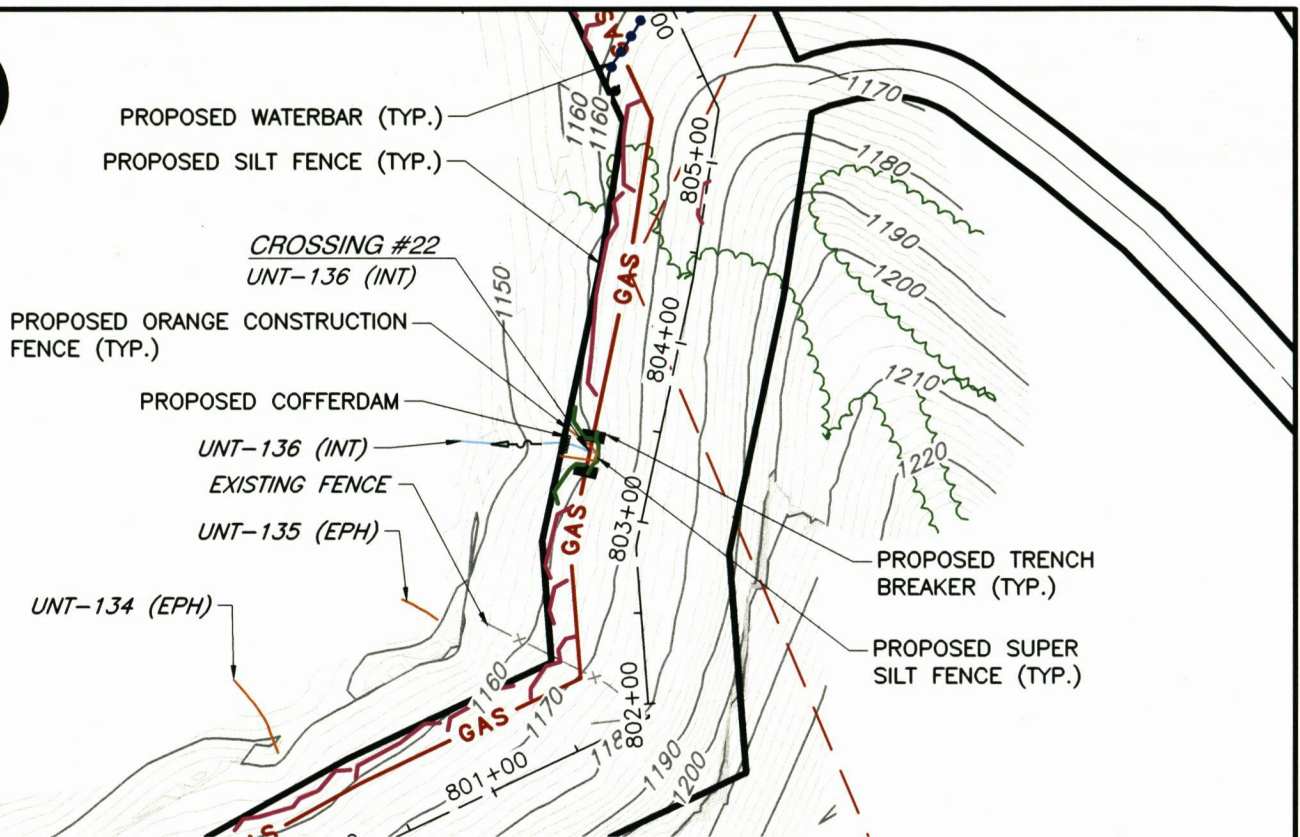 GAS
00
PROPOSED WATERBAR (TYP.)
1160
1160
1170
PROPOSED SILT FENCE (TYP.)
805+00
1180
1190
CROSSING #22
UNT-136 (INT)
1150
GAS
1200
PROPOSED ORANGE CONSTRUCTION
FENCE (TYP.)
804+00
1210
PROPOSED COFFERDAM
UNT-136 (INT)
1220
EXISTING FENCE
GAS
803+00
UNT-135 (EPH)
PROPOSED TRENCH
BREAKER (TYP.)
UNT-134 (EPH)
PROPOSED SUPER
SILT FENCE (TYP.)
1160
1170
GAS
802+00
118
1190
1200
801+00